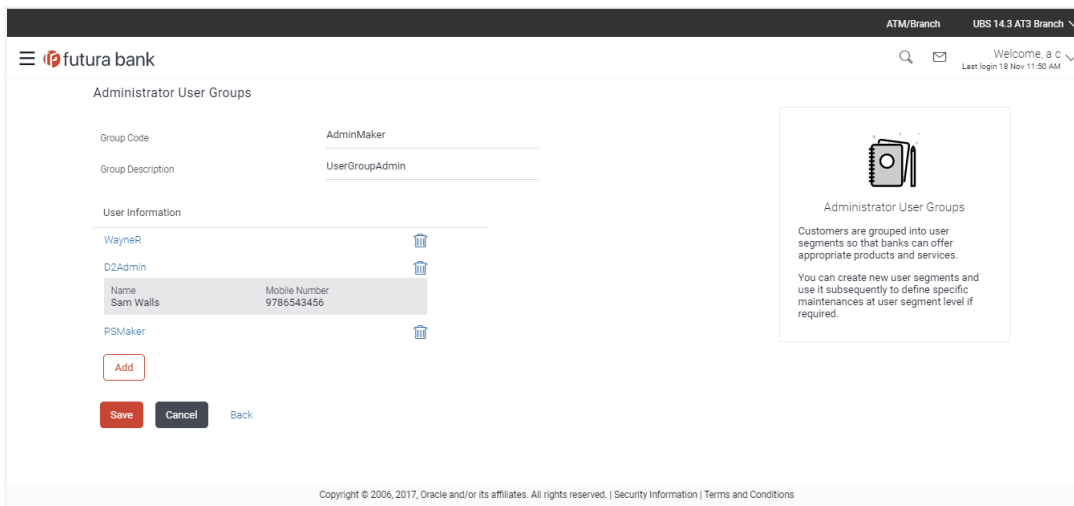 ATM/Branch UBS 14.3 AT3 Branch
futura bank
Welcome, a c
Last login 18 Nov 11:50 AM
Administrator User Groups
Group Code AdminMaker
Group Description UserGroupAdmin
User Information
WayneR
D2Admin
Name Mobile Number
Sam Walls 9786543456
PSMaker
Add
Save Cancel Back
Administrator User Groups
Customers are grouped into user
segments so that banks can offer
appropriate products and services.
You can create new user segments and
use it subsequently to define specific
maintenances at user segment level if
required.
Copyright © 2006, 2017, Oracle and/or its affiliates. All rights reserved. | Security Information | Terms and Conditions